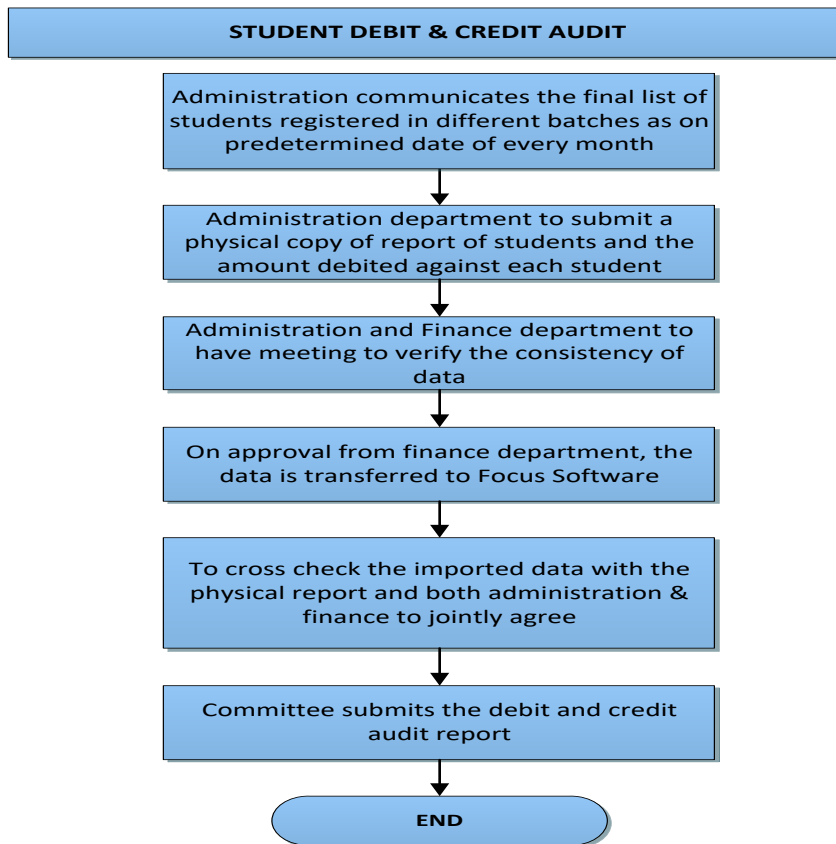 STUDENT DEBIT & CREDIT AUDIT
Administration communicates the final list of
students registered in different batches as on
predetermined date of every month
Administration department to submit a
physical copy of report of students and the
amount debited against each student
Administration and Finance department to
have meeting to verify the consistency of
data
On approval from finance department, the
data is transferred to Focus Software
To cross check the imported data with the
physical report and both administration &
finance to jointly agree
Committee submits the debit and credit
audit report
END